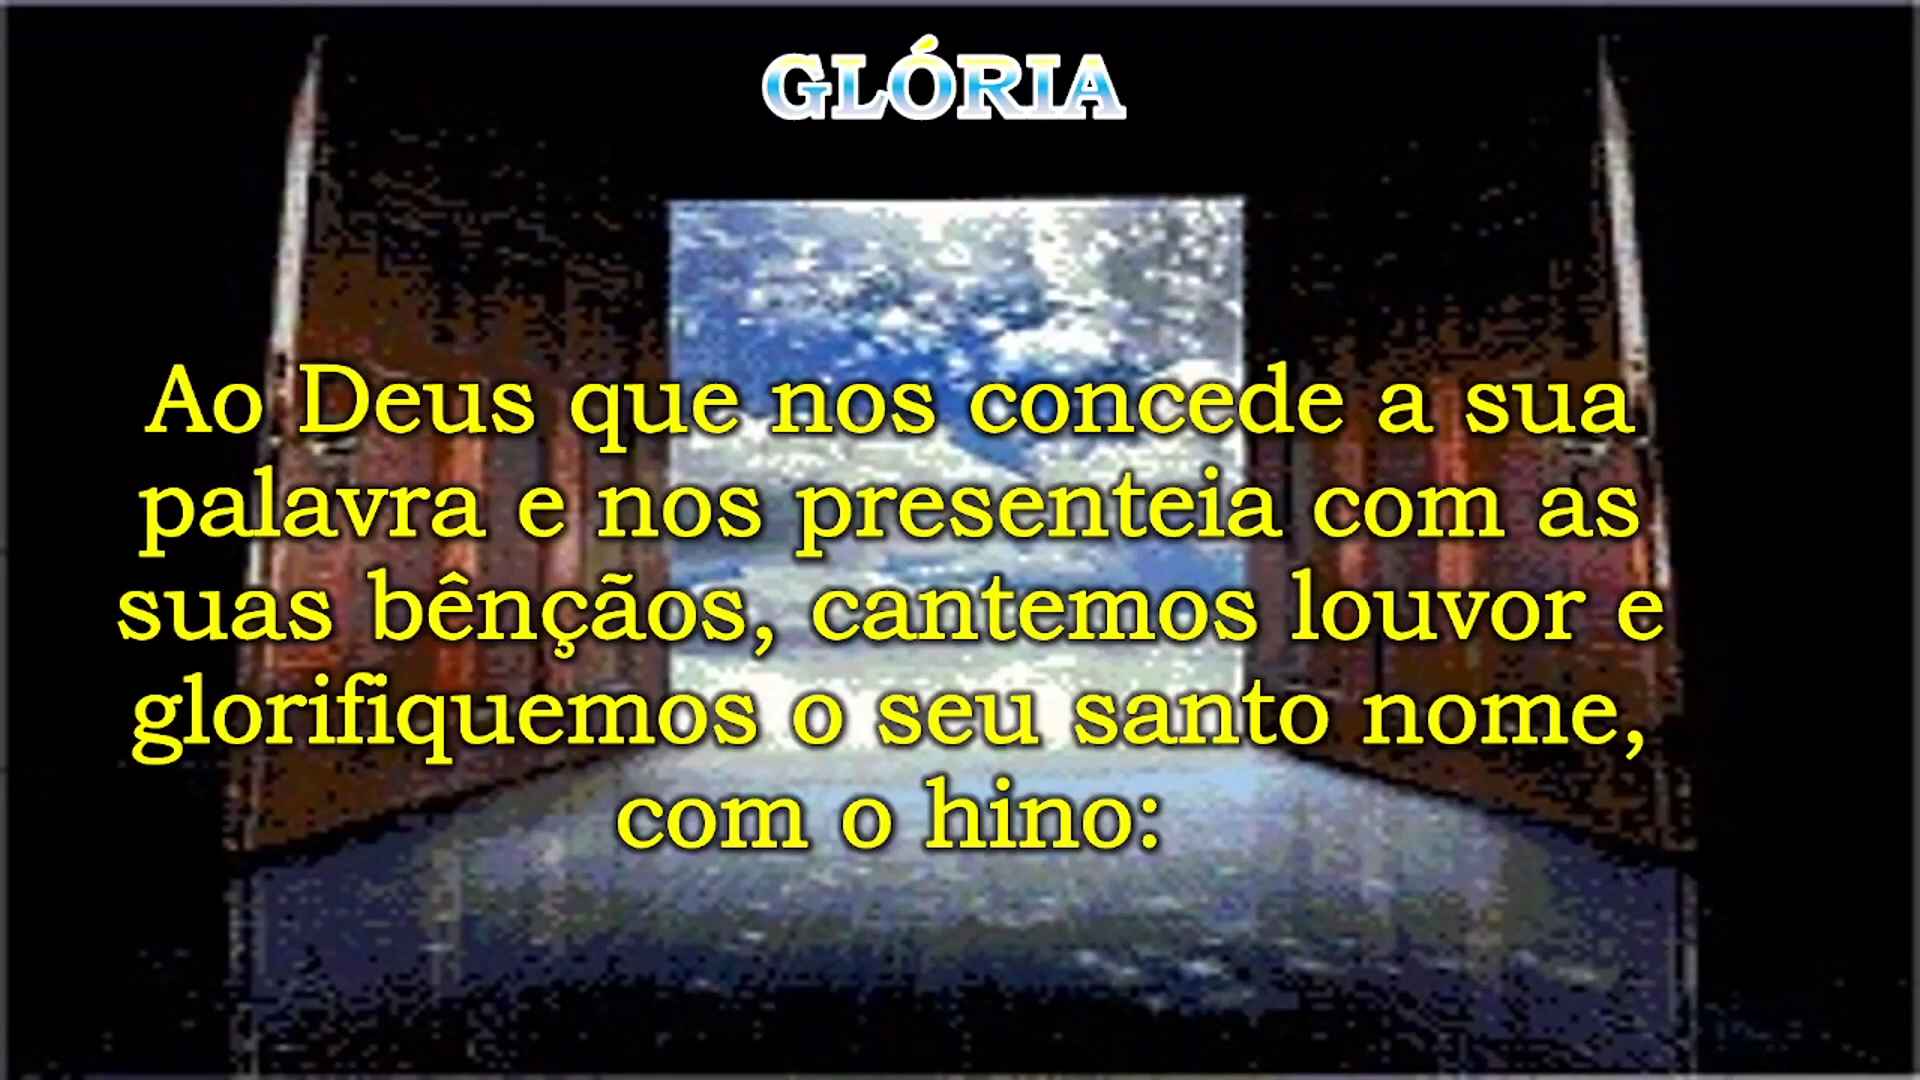 GLÓRIA
Ao Deus que nos concede a sua
palavra e nos presenteia com as
suas bênçãos, cantemos louvor e
glorifiquemos o seu santo nome,
com o hino: